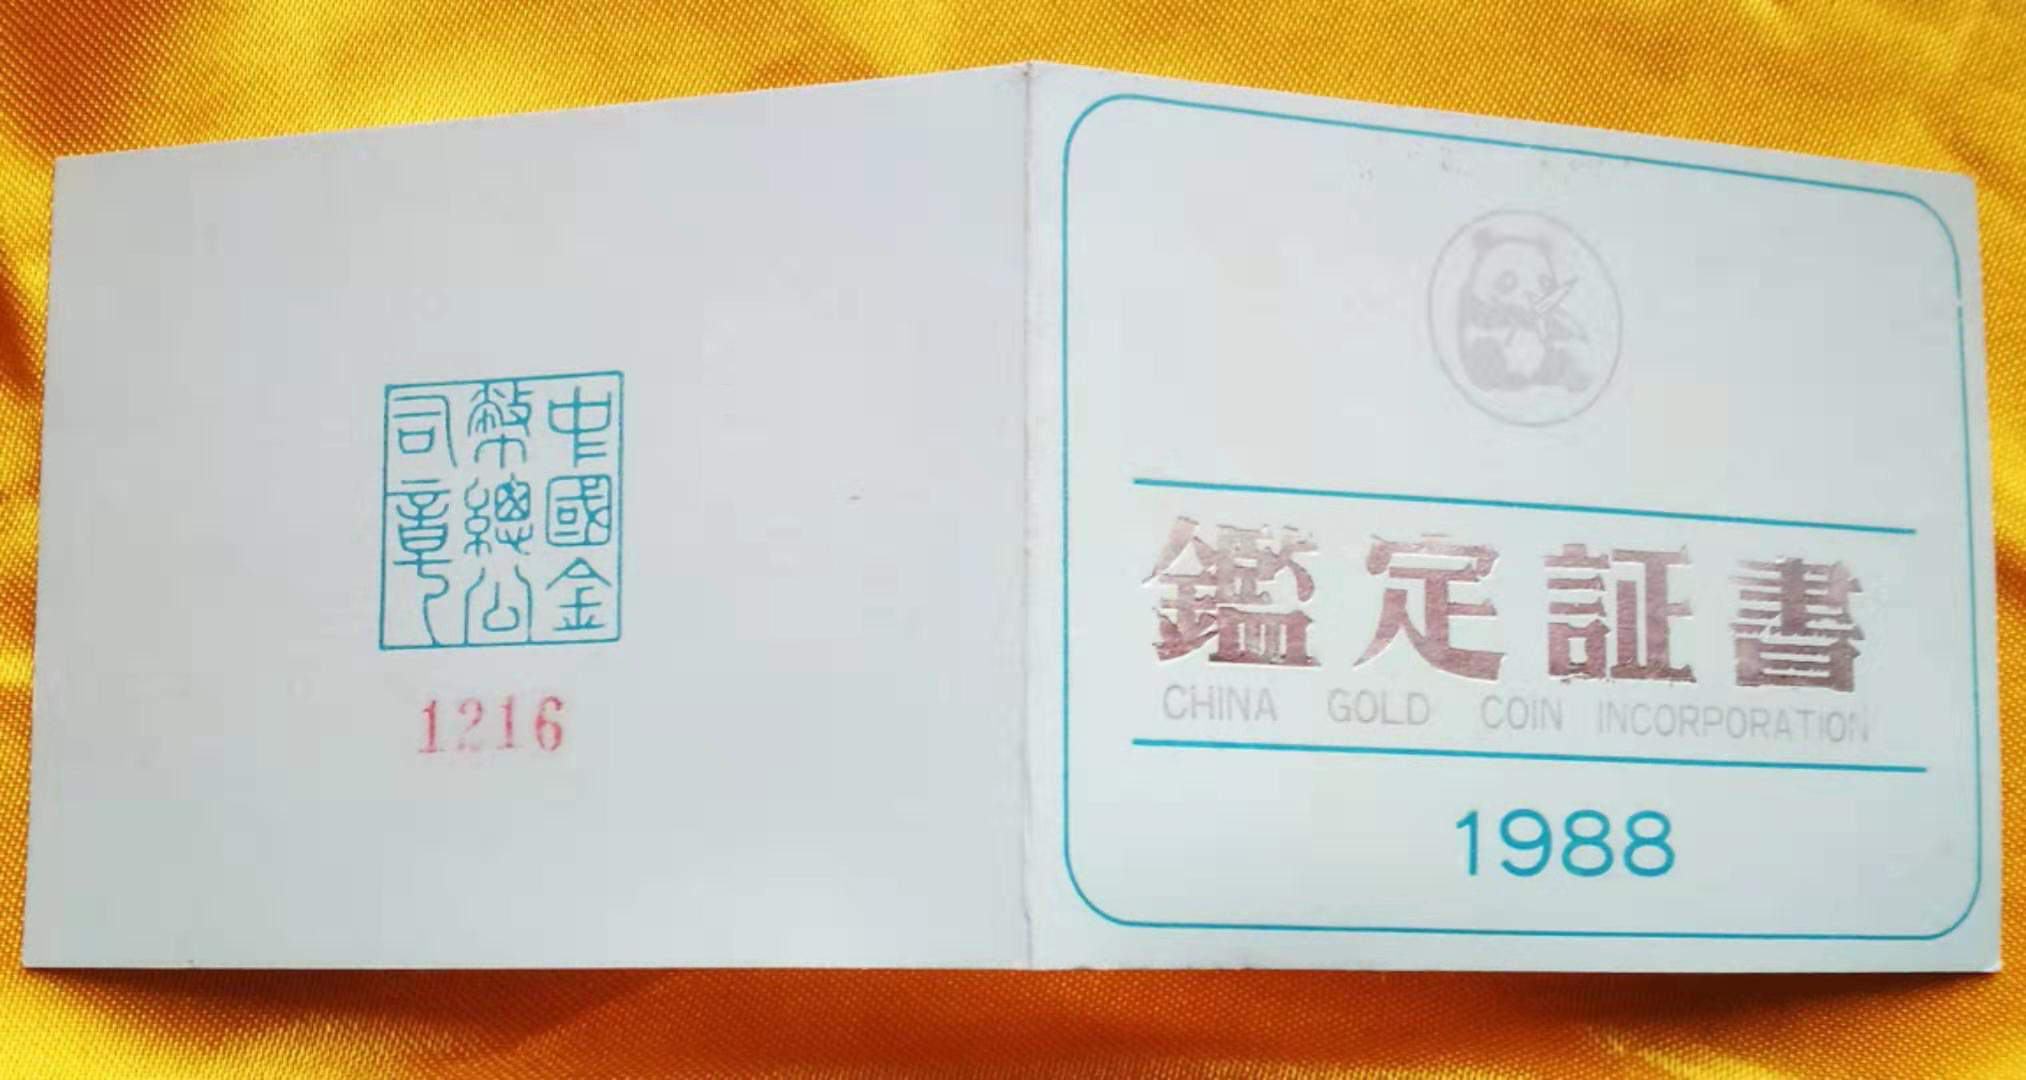 中國金
幣總公
司章
1216
鑑定証書
CHINA GOLD COIN INCORPORATION
1988